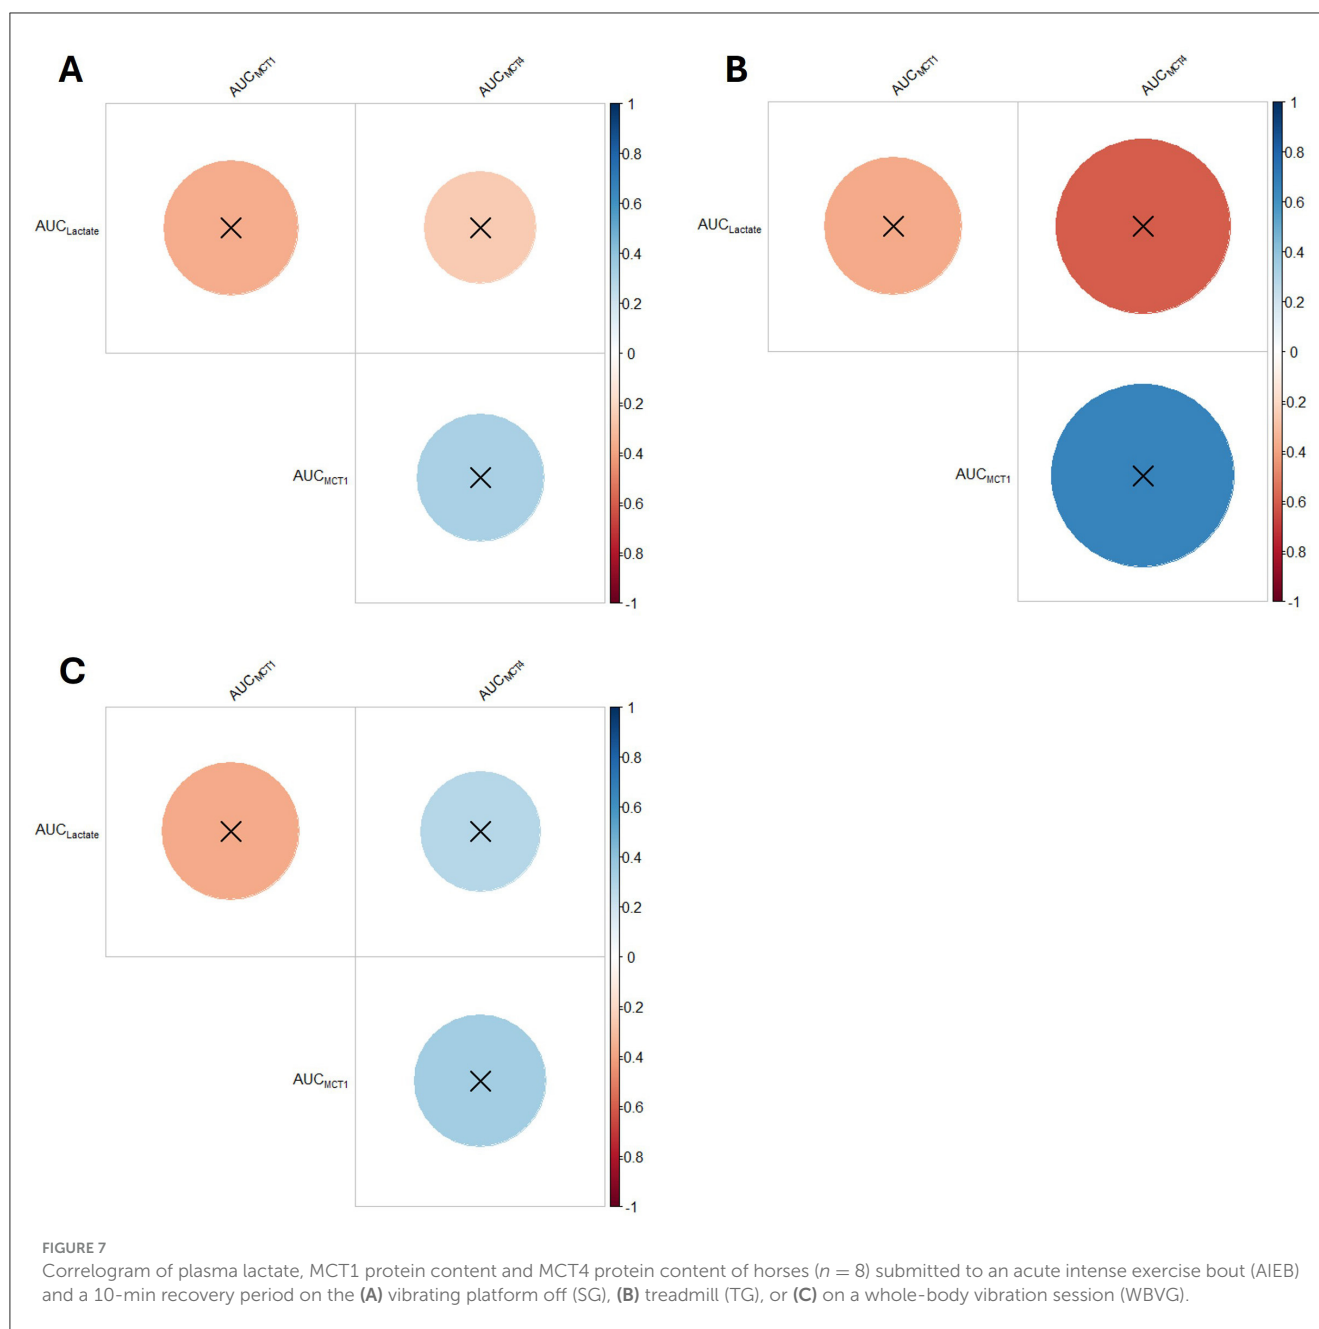 A
AUCMCT1
AUCMCT4
AUCLactate
AUCMCT1
1
0.8
0.6
0.4
0.2
0
-0.2
-0.4
-0.6
-0.8
-1
B
AUCMCT1
AUCMCT4
AUCLactate
AUCMCT1
1
0.8
0.6
0.4
0.2
0
-0.2
-0.4
-0.6
-0.8
-1
C
AUCMCT1
AUCMCT4
AUCLactate
AUCMCT1
1
0.8
0.6
0.4
0.2
0
-0.2
-0.4
-0.6
-0.8
-1
FIGURE 7
Correlogram of plasma lactate, MCT1 protein content and MCT4 protein content of horses (n = 8) submitted to an acute intense exercise bout (AIEB)
and a 10-min recovery period on the (A) vibrating platform off (SG), (B) treadmill (TG), or (C) on a whole-body vibration session (WBVG).